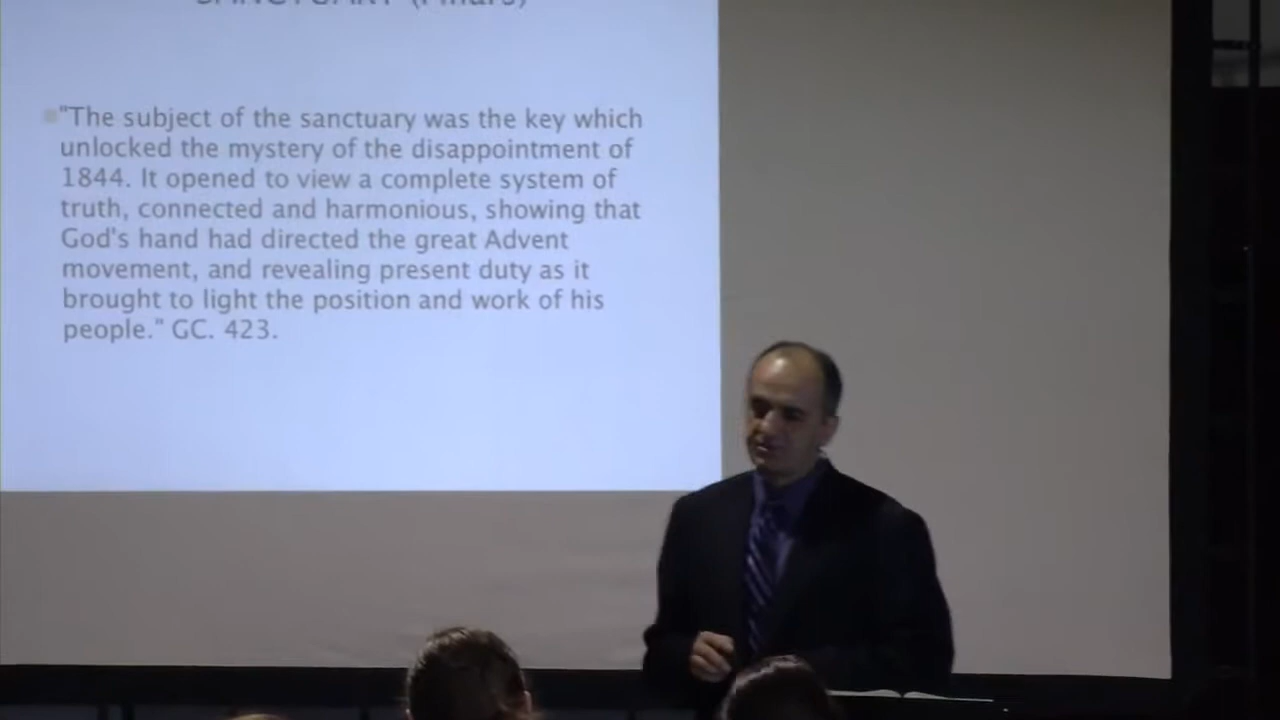 SANCTUARY (Pillars)
"The subject of the sanctuary was the key which
unlocked the mystery of the disappointment of
1844. It opened to view a complete system of
truth, connected and harmonious, showing that
God's hand had directed the great Advent
movement, and revealing present duty as it
brought to light the position and work of his
people." GC. 423.